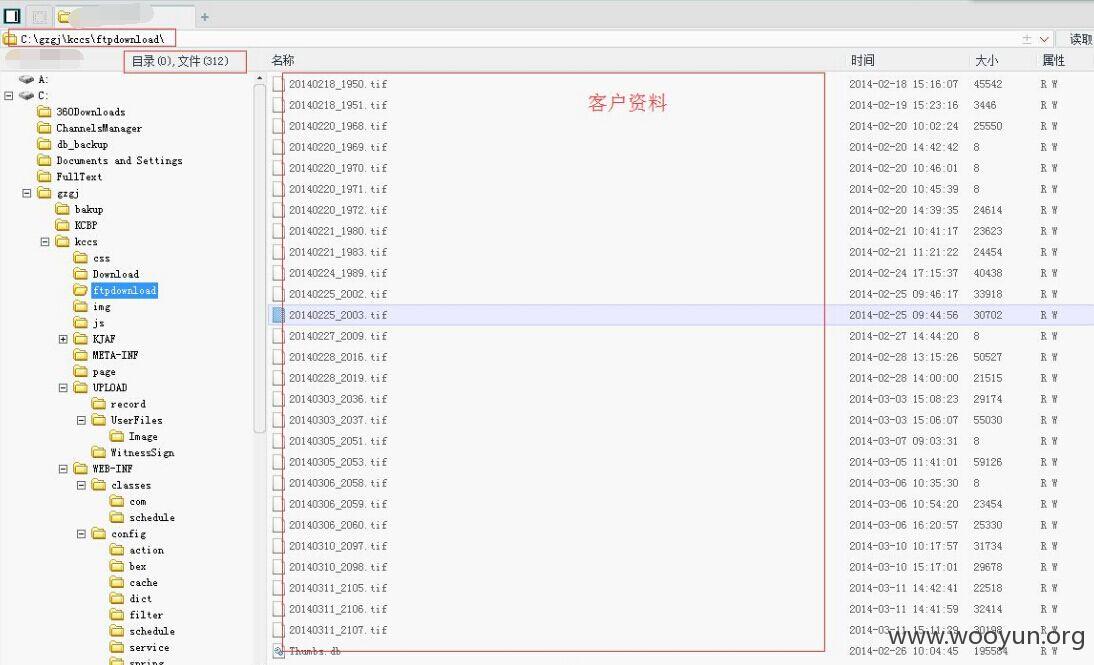 C:\gzgj\kccs\ftpdownload\
读取
目录(0),文件(312)
名称 时间 大小 属性
A:
C:
360Downloads
ChannelsManager
db_backup
Documents and Settings
FullText
gzgj
bakup
KCBP
kccs
css
Download
ftpdownload
img
js
KJAF
META-INF
page
UPLOAD
record
UserFiles
Image
WitnessSign
WEB-INF
classes
com
schedule
config
action
bex
cache
dict
filter
schedule
service
spring
客户资料
20140218_1950.tif 2014-02-18 15:16:07 45542 R W
20140218_1951.tif 2014-02-19 15:23:16 3446 R W
20140220_1968.tif 2014-02-20 10:02:24 25550 R W
20140220_1969.tif 2014-02-20 14:42:42 8 R W
20140220_1970.tif 2014-02-20 10:46:01 8 R W
20140220_1971.tif 2014-02-20 10:45:39 8 R W
20140220_1972.tif 2014-02-20 14:39:35 24614 R W
20140221_1980.tif 2014-02-21 10:41:17 23623 R W
20140221_1983.tif 2014-02-21 11:21:22 24454 R W
20140224_1989.tif 2014-02-24 17:15:37 40438 R W
20140225_2002.tif 2014-02-25 09:46:17 33918 R W
20140225_2003.tif 2014-02-25 09:44:56 30702 R W
20140227_2009.tif 2014-02-27 14:44:20 8 R W
20140228_2016.tif 2014-02-28 13:15:26 50527 R W
20140228_2019.tif 2014-02-28 14:00:00 21515 R W
20140303_2036.tif 2014-03-03 15:08:23 29174 R W
20140303_2037.tif 2014-03-03 15:06:07 55030 R W
20140305_2051.tif 2014-03-07 09:03:31 8 R W
20140305_2053.tif 2014-03-05 11:41:01 59126 R W
20140306_2058.tif 2014-03-06 10:35:30 8 R W
20140306_2059.tif 2014-03-06 10:54:20 23454 R W
20140306_2060.tif 2014-03-06 16:20:57 25330 R W
20140310_2097.tif 2014-03-10 10:17:57 31734 R W
20140310_2098.tif 2014-03-10 15:17:01 29678 R W
20140311_2105.tif 2014-03-11 14:42:41 22518 R W
20140311_2106.tif 2014-03-11 14:41:59 32414 R W
20140311_2107.tif 2014-03-11 15:11:29 30198 R W
Thumbs.db 2014-02-26 10:04:45 195584 R W
www.wooyun.org